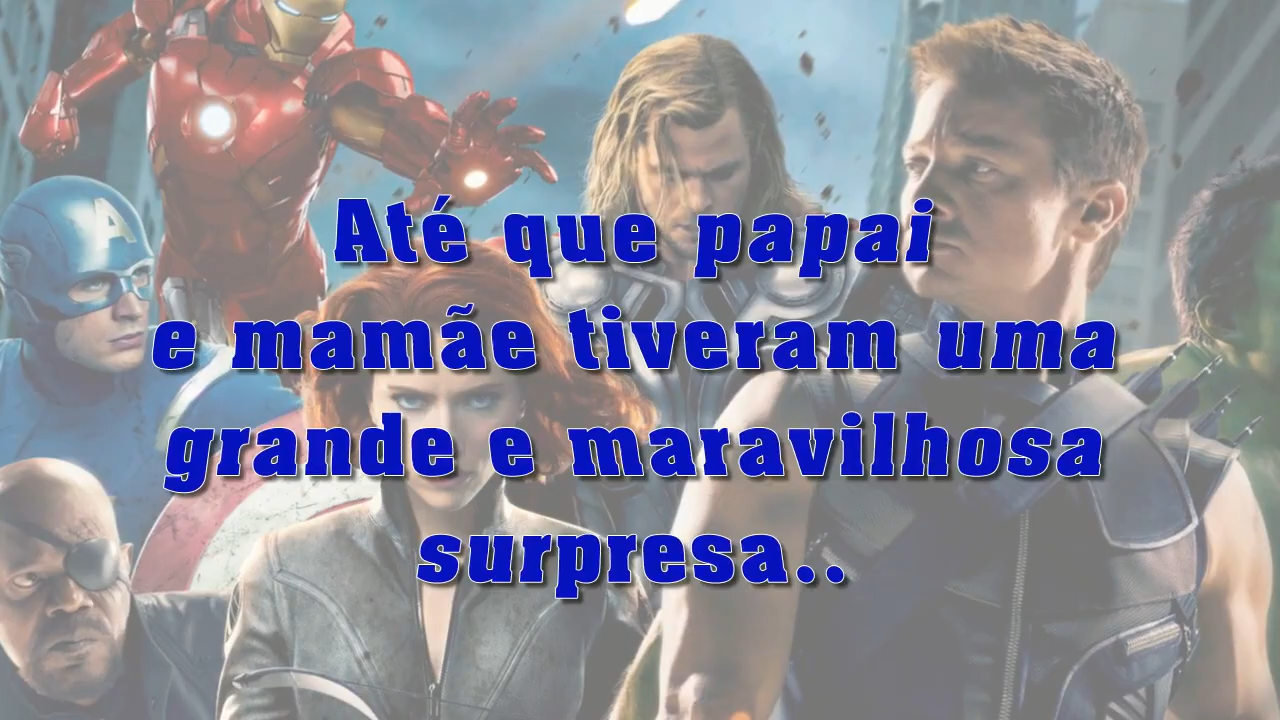 Até que papai
e mamãe tiveram uma
grande e maravilhosa
surpresa..